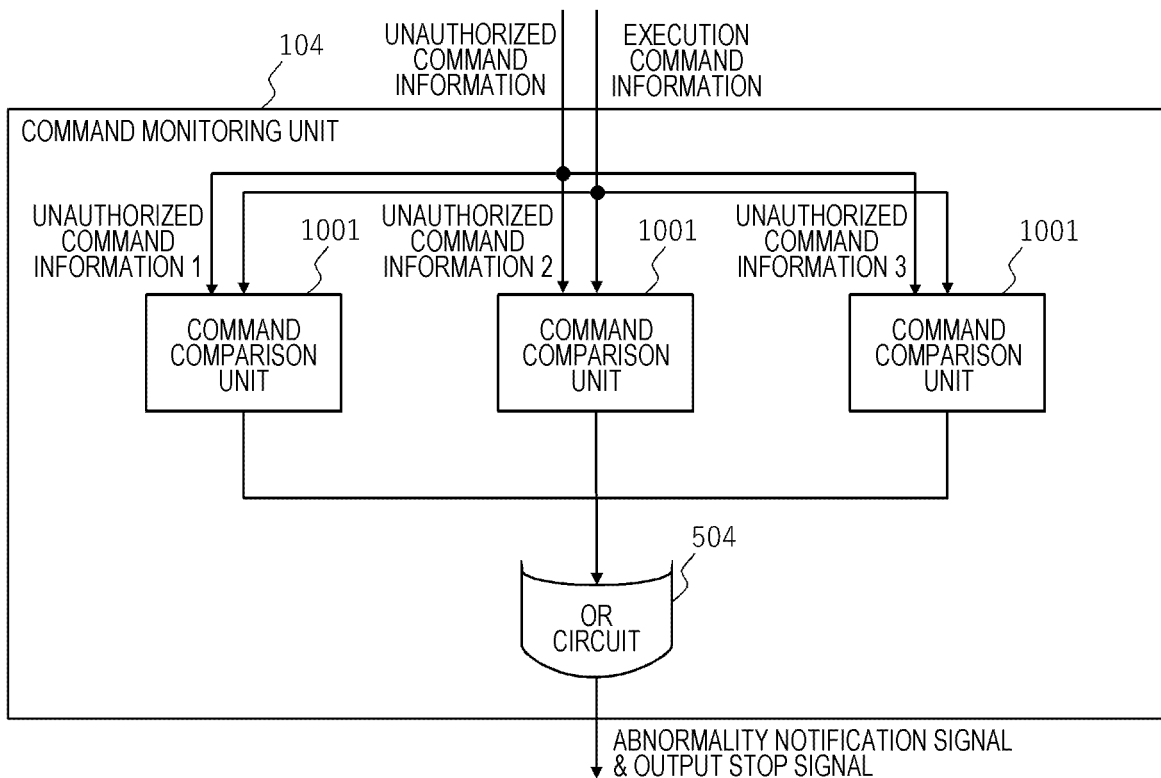 UNAUTHORIZED
COMMAND
INFORMATION
EXECUTION
COMMAND
INFORMATION
104
COMMAND MONITORING UNIT
UNAUTHORIZED
COMMAND
INFORMATION 1
1001
UNAUTHORIZED
COMMAND
INFORMATION 2
1001
UNAUTHORIZED
COMMAND
INFORMATION 3
1001
COMMAND
COMPARISON
UNIT
COMMAND
COMPARISON
UNIT
COMMAND
COMPARISON
UNIT
504
OR
CIRCUIT
ABNORMALITY NOTIFICATION SIGNAL
& OUTPUT STOP SIGNAL